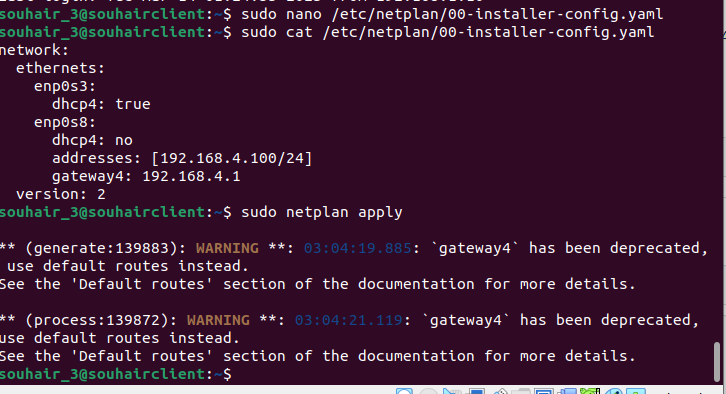 souhair_3@souhairclient:~$ sudo nano /etc/netplan/00-installer-config.yaml
souhair_3@souhairclient:~$ sudo cat /etc/netplan/00-installer-config.yaml
network:
  ethernets:
    enp0s3:
      dhcp4: true
    enp0s8:
      dhcp4: no
      addresses: [192.168.4.100/24]
      gateway4: 192.168.4.1
  version: 2
souhair_3@souhairclient:~$ sudo netplan apply
** (generate:139883): WARNING **: 03:04:19.885: `gateway4` has been deprecated,
 use default routes instead.
See the 'Default routes' section of the documentation for more details.
** (process:139872): WARNING **: 03:04:21.119: `gateway4` has been deprecated,
use default routes instead.
See the 'Default routes' section of the documentation for more details.
souhair_3@souhairclient:~$